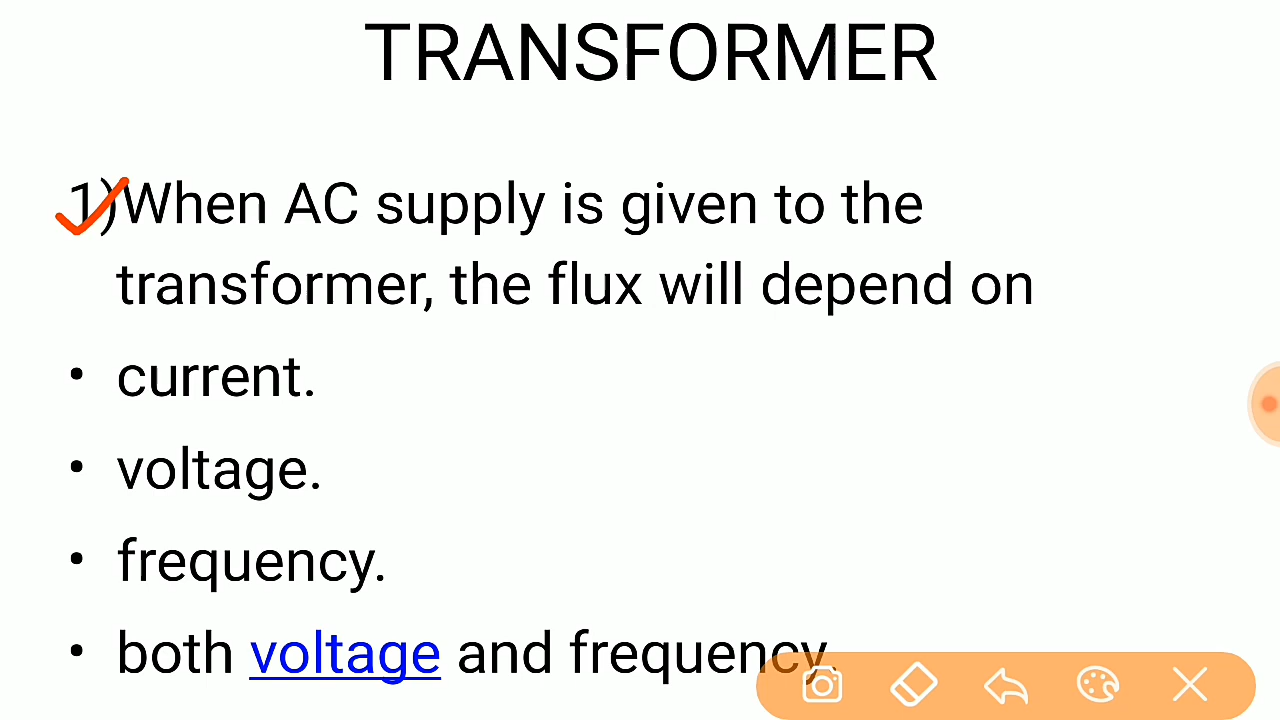 TRANSFORMER
1)When AC supply is given to the
transformer, the flux will depend on
• current.
• voltage.
• frequency.
• both voltage and frequency.